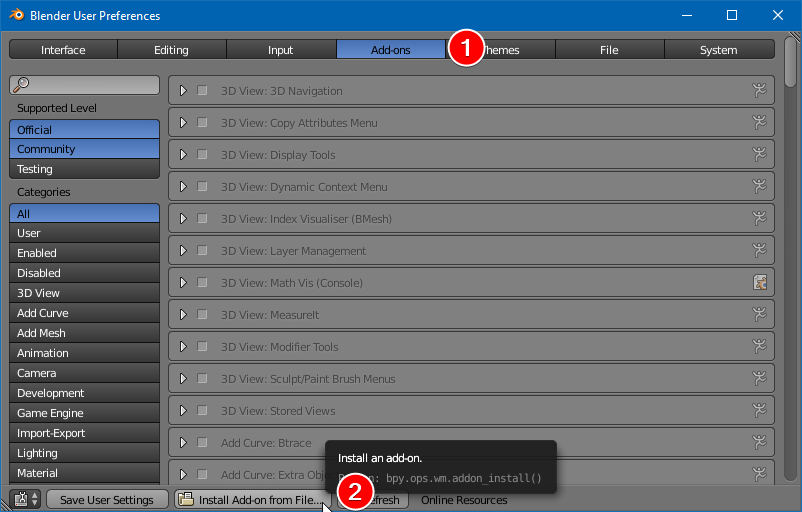 Blender User Preferences
Interface
Editing
Input
Add-ons
1
hemes
File
System
Supported Level
Official
Community
Testing
Categories
All
User
Enabled
Disabled
3D View
Add Curve
Add Mesh
Animation
Camera
Development
Game Engine
Import-Export
Lighting
Material
3D View: 3D Navigation
3D View: Copy Attributes Menu
3D View: Display Tools
3D View: Dynamic Context Menu
3D View: Index Visualiser (BMesh)
3D View: Layer Management
3D View: Math Vis (Console)
3D View: MeasureIt
3D View: Modifier Tools
3D View: Sculpt/Paint Brush Menus
3D View: Stored Views
Add Curve: Btrace
Add Curve: Extra Obje
Install an add-on.
bpy.ops.wm.addon_install()
Save User Settings
Install Add-on from File...
2
fresh
Online Resources